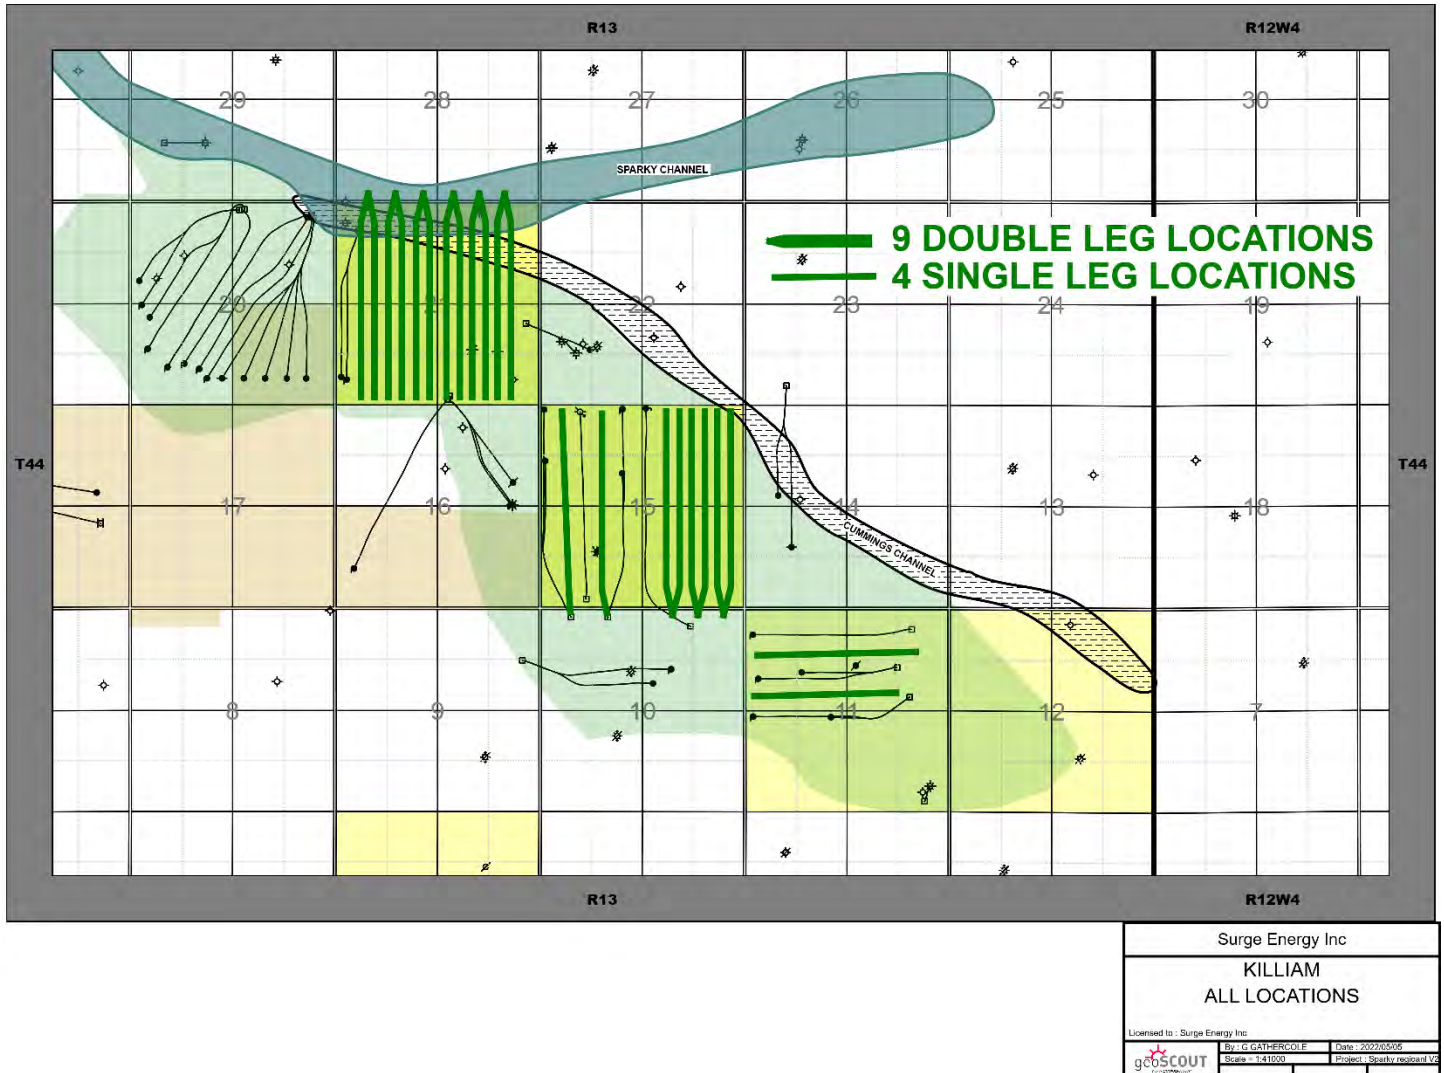 R13
R12W4
29
28
27
26
25
30
SPARKY CHANNEL
9 DOUBLE LEG LOCATIONS
4 SINGLE LEG LOCATIONS
20
21
22
23
24
19
T44
T44
17
16
15
14
13
18
CUMMINGS CHANNEL
8
9
10
11
12
7
R13
R12W4
Surge Energy Inc
KILLIAM
ALL LOCATIONS
Licensed to : Surge Energy Inc
By : G GATHERCOLE
Date : 2022/05/05
geoSCOUT
Scale = 1:41000
Project : Sparky regioanl V2